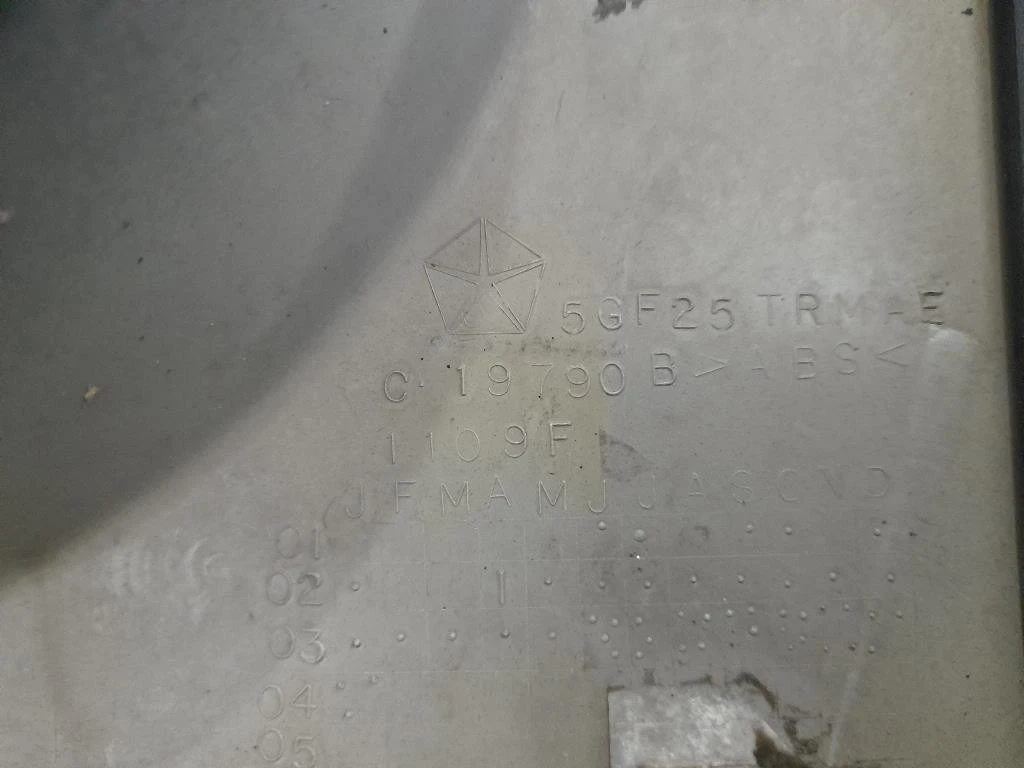 5GF25TRMAE
C 19790 B >ABS<
1109F
J F M A M J J A S O N D
01
02
03
04
05